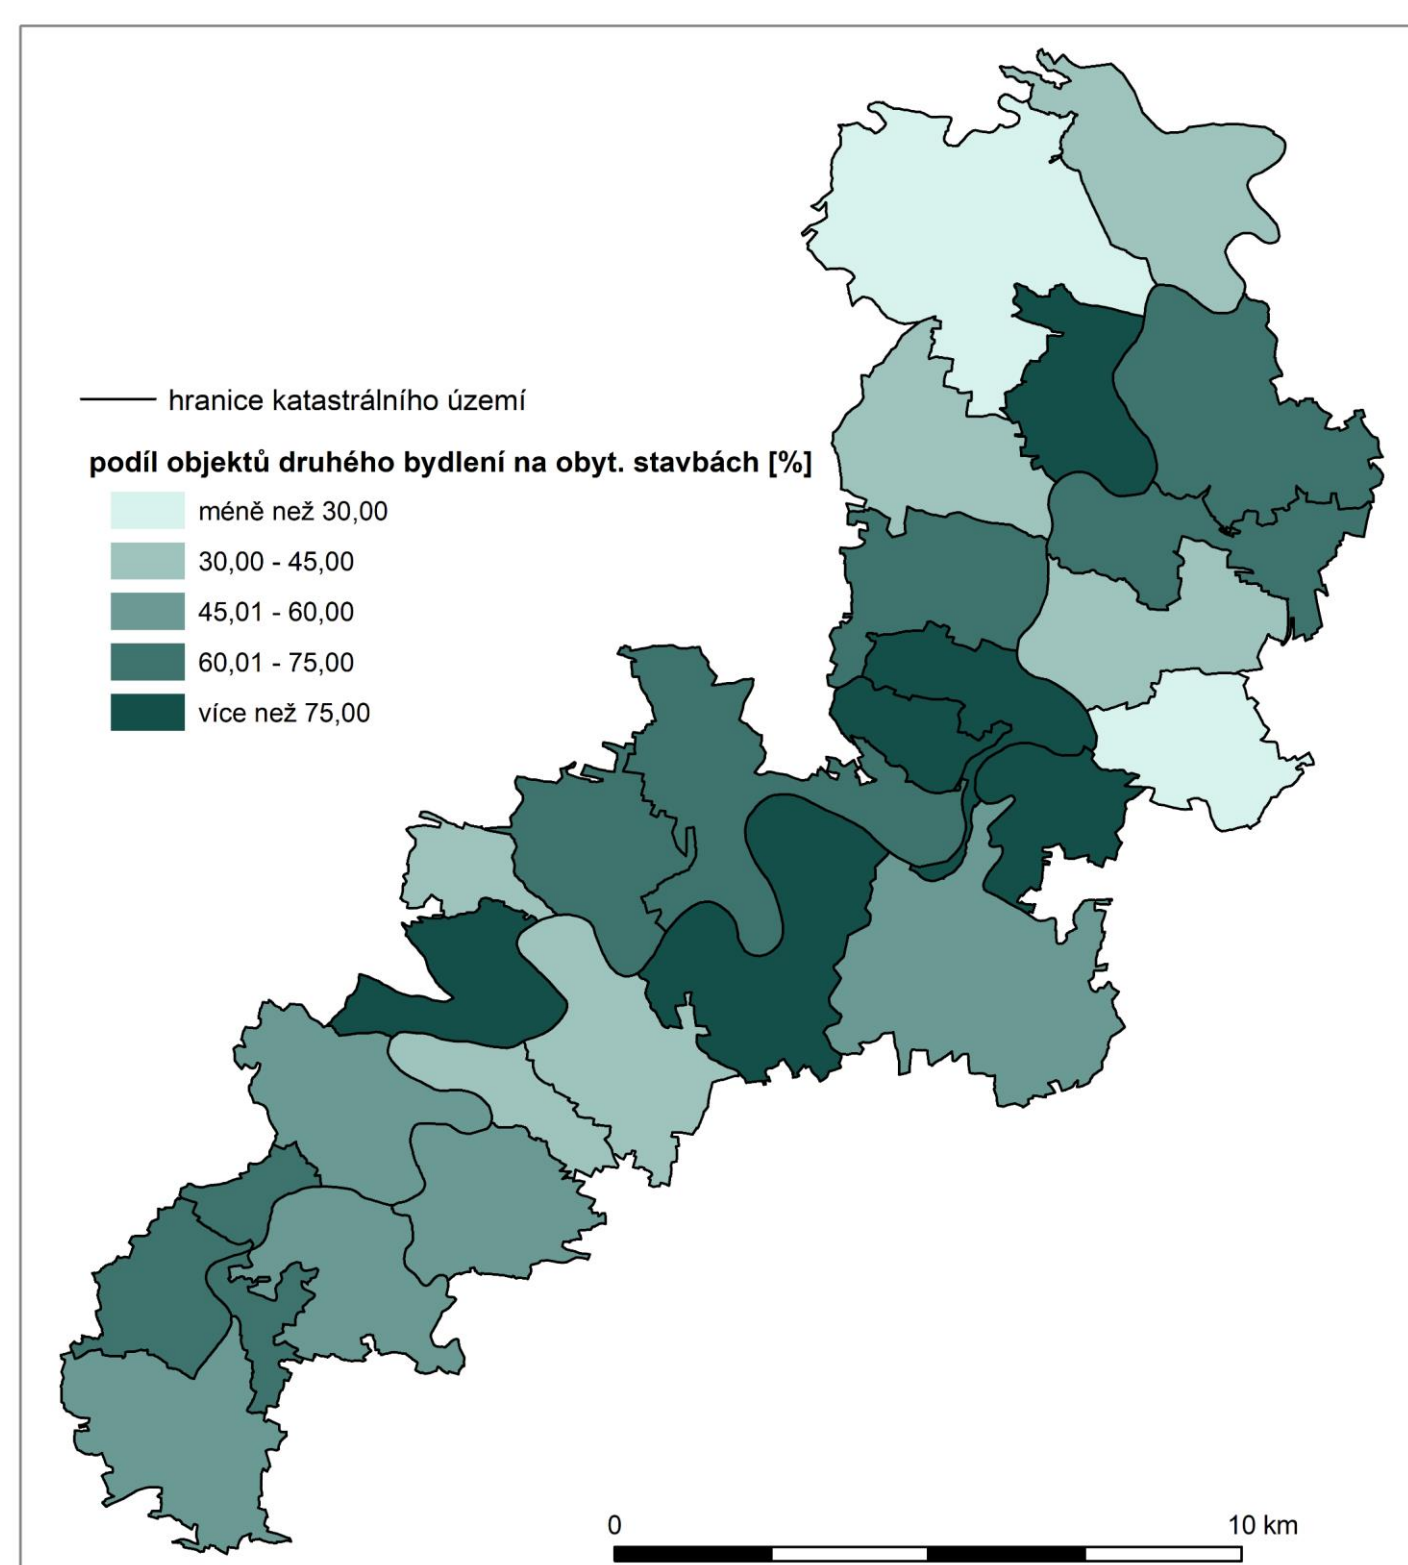 hranice katastrálního území
podíl objektů druhého bydlení na obyt. stavbách [%]
méně než 30,00
30,00 - 45,00
45,01 - 60,00
60,01 - 75,00
více než 75,00
0 10 km